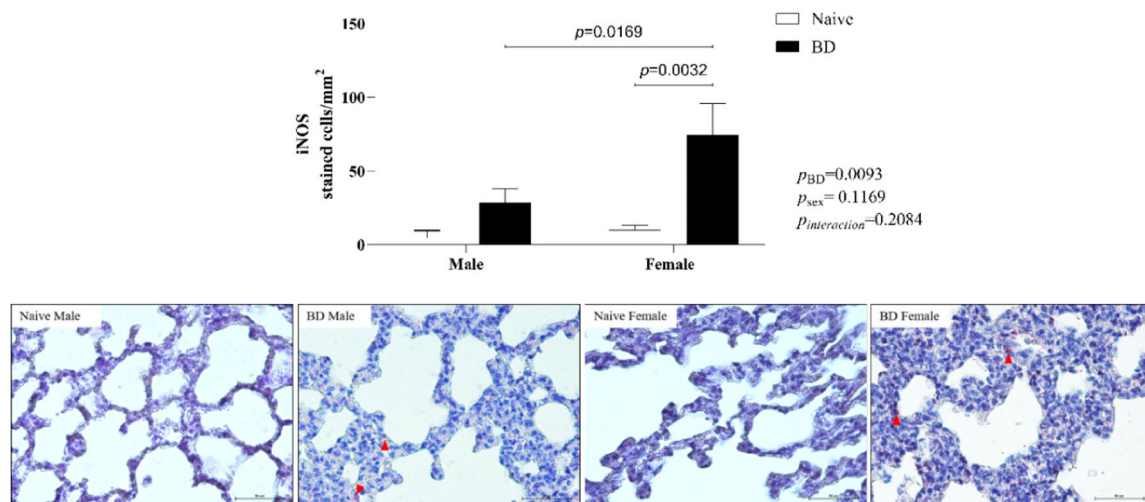 150
Naive
BD
p=0.0169
p=0.0032
100
iNOS
stained cells/mm²
50
0
Male
Female
pBD=0.0093
psex= 0.1169
pinteraction=0.2084
Naive Male
BD Male
Naive Female
BD Female